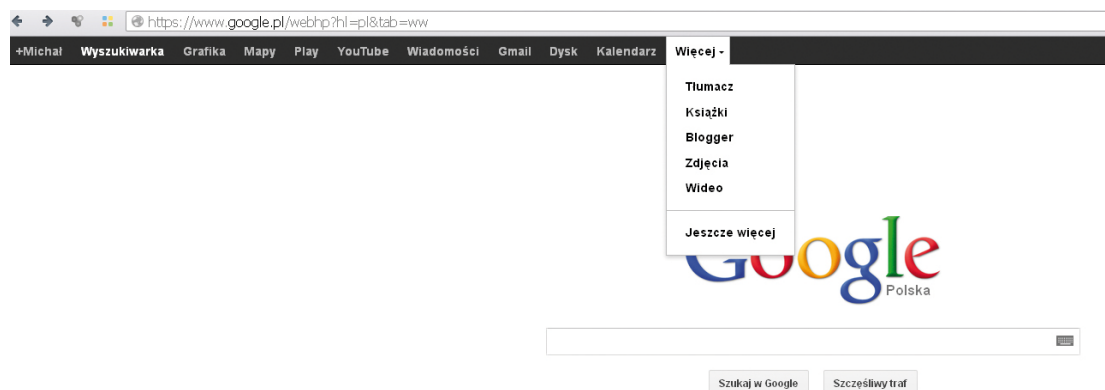 https://www.google.pl/webhp?hl=pl&tab=ww
+Michał Wyszukiwarka Grafika Mapy Play YouTube Wiadomości Gmail Dysk Kalendarz Więcej
Tłumacz
Książki
Blogger
Zdjęcia
Wideo
Jeszcze więcej
Google
Polska
Szukaj w Google Szczęśliwy traf